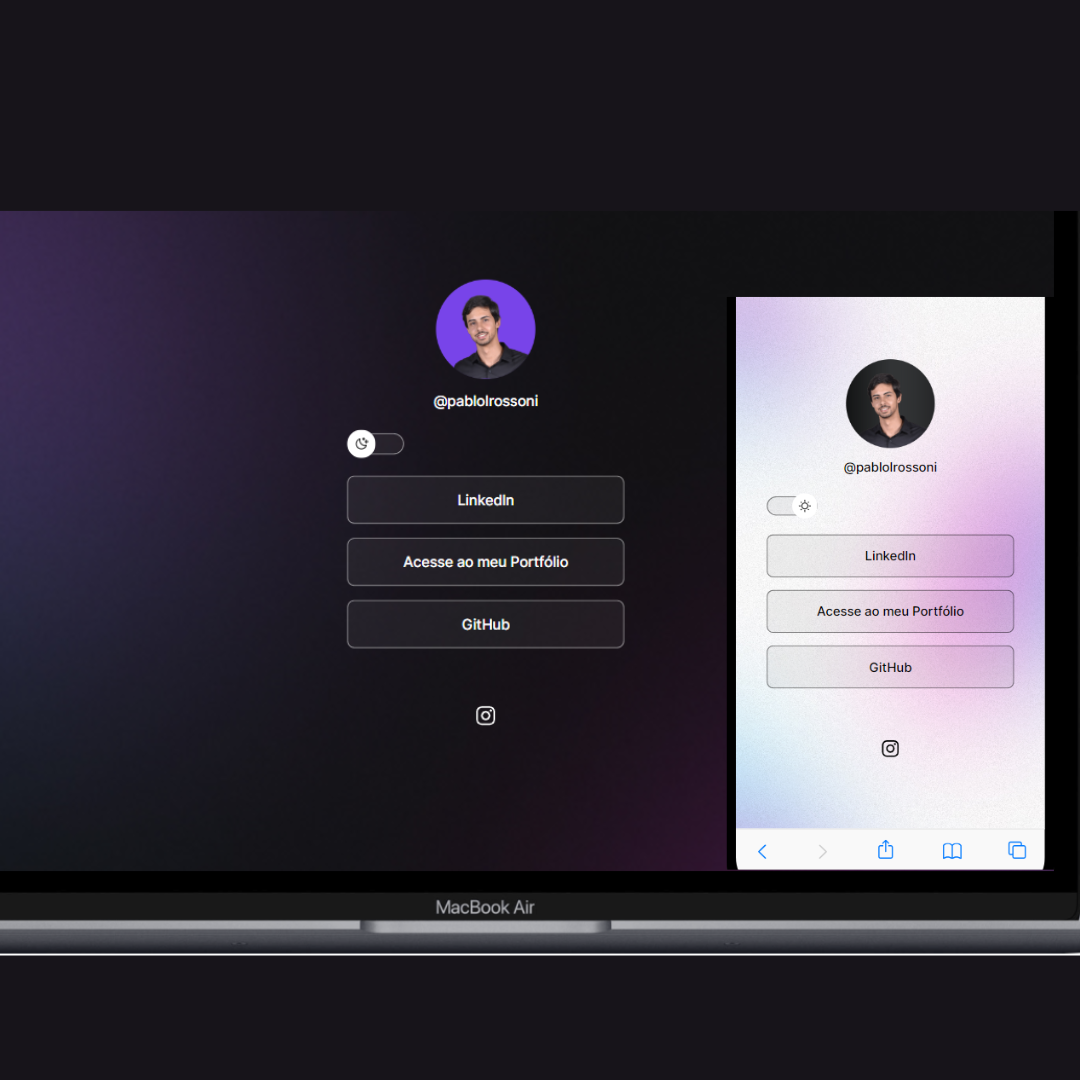 @pablolrossoni
LinkedIn
Acesse ao meu Portfólio
GitHub
@pablolrossoni
LinkedIn
Acesse ao meu Portfólio
GitHub
MacBook Air